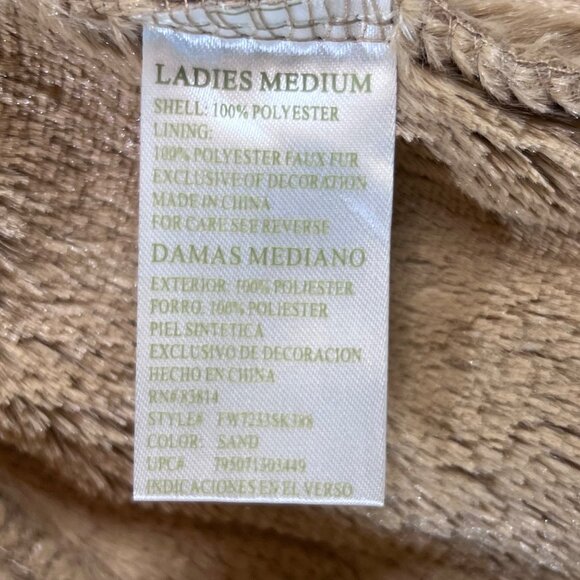 LADIES MEDIUM
SHELL: 100% POLYESTER
LINING:
100% POLYESTER FAUX FUR
EXCLUSIVE OF DECORATION
MADE IN CHINA
FOR CARE SEE REVERSE
DAMAS MEDIANO
EXTERIOR: 100% POLIESTER
FORRO: 100% POLIESTER
PIEL SINTETICA
EXCLUSIVO DE DECORACION
HECHO EN CHINA
RN# 83814
STYLE#
COLOR: SAND
UPC# 795071303449
INDICACIONES EN EL VERSO